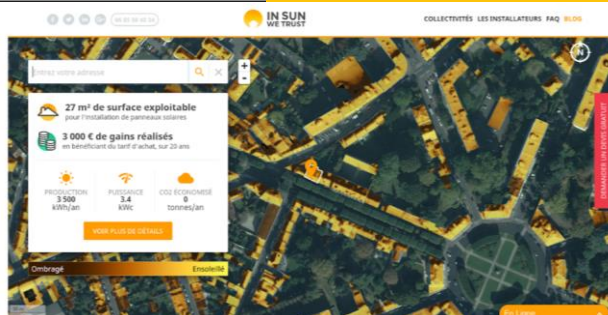 IN SUN
WE TRUST
COLLECTIVITÉS LES INSTALLATEURS FAQ BLOG
Entrez votre adresse
+
-
N
27 m² de surface exploitable
pour l'installation de panneaux solaires
3 000 € de gains réalisés
en bénéficiant du tarif d'achat, sur 20 ans
PRODUCTION
3 500
kWh/an
PUISSANCE
3.4
kWc
CO2 ÉCONOMISÉ
0
tonnes/an
VOIR PLUS DE DÉTAILS
Ombragé Ensoleillé
DEMANDER UN DEVIS GRATUIT
En Ligne